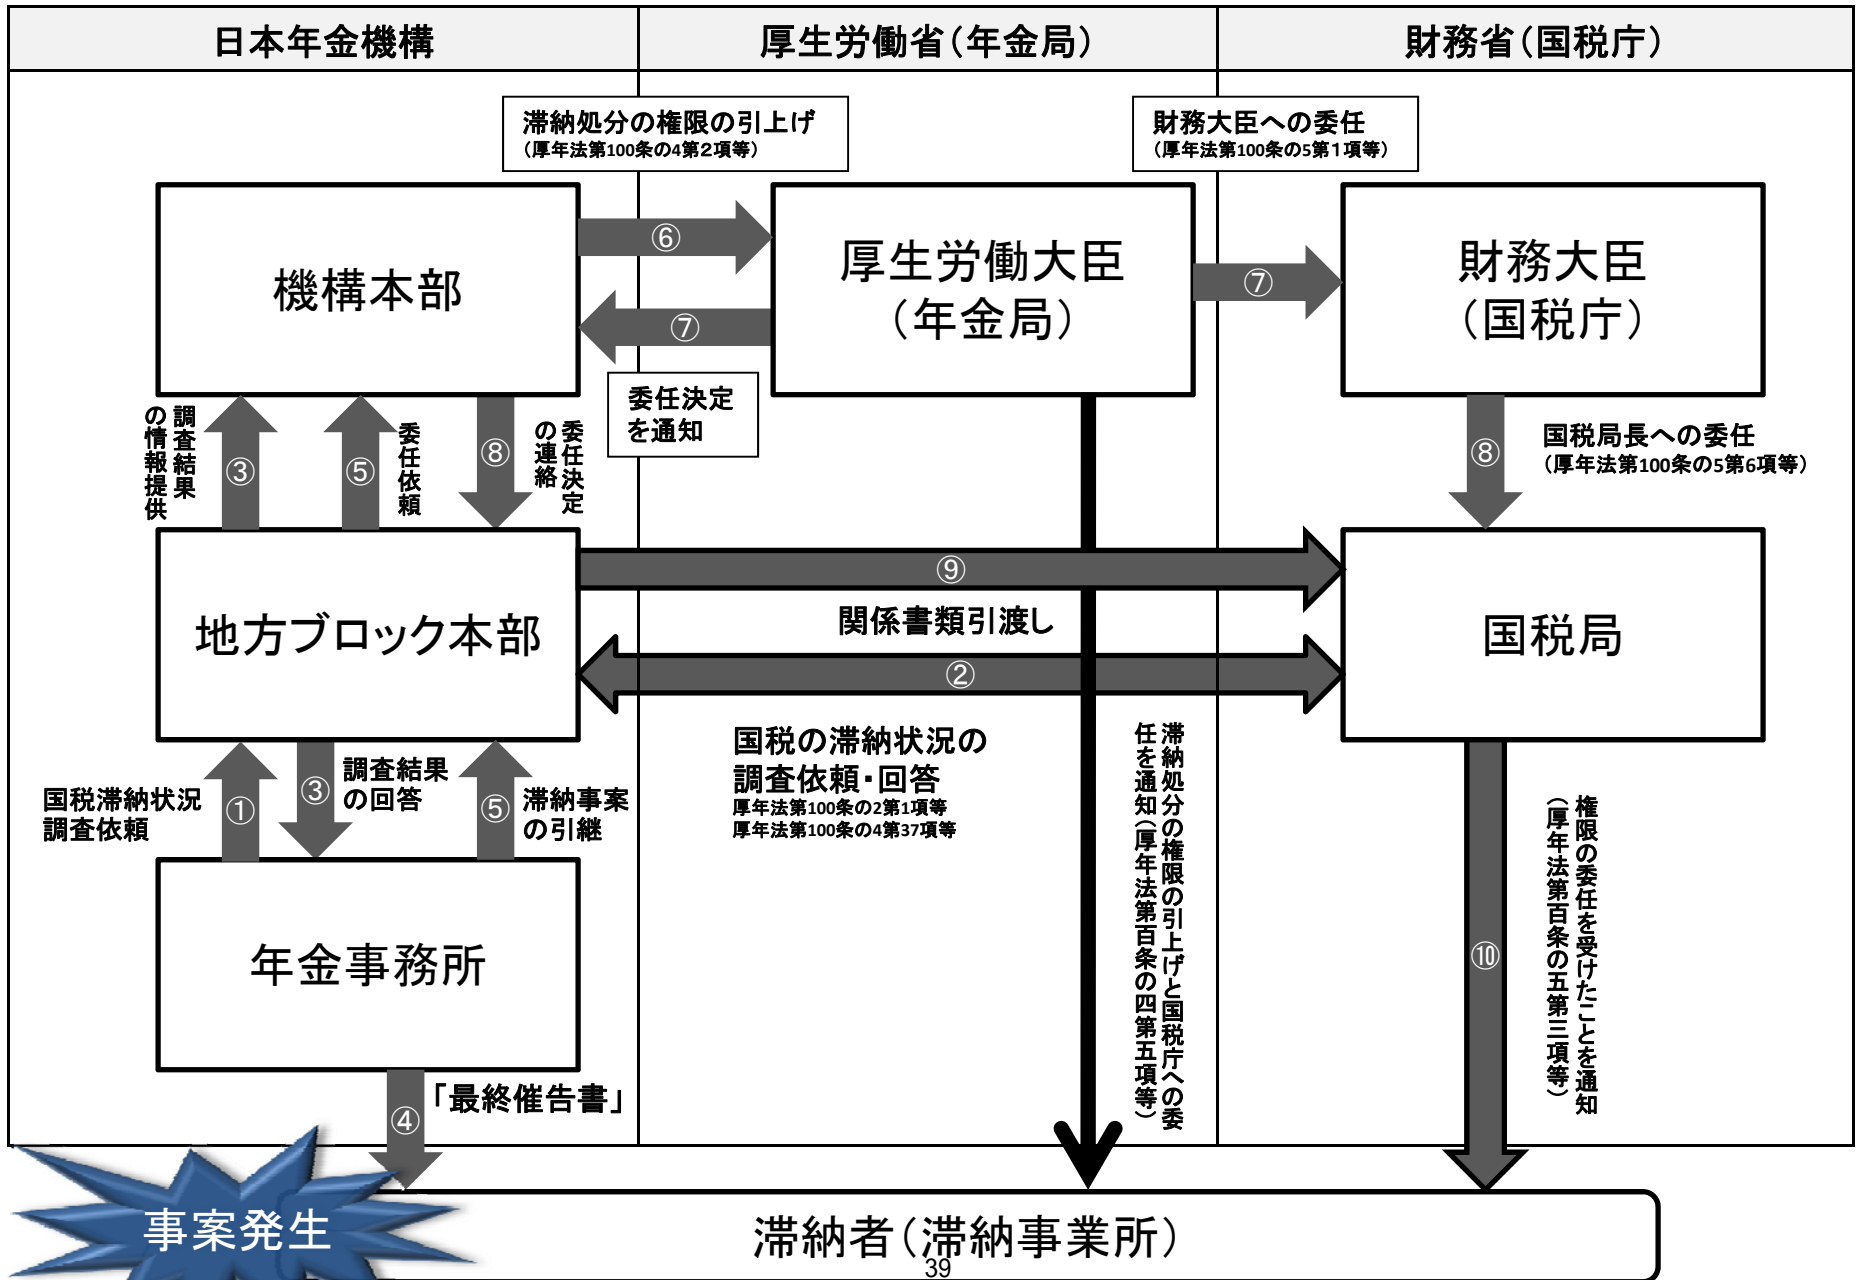 日本年金機構
厚生労働省(年金局)
財務省(国税庁)
滞納処分の権限の引上げ
(厚年法第100条の4第2項等)
財務大臣への委任
(厚年法第100条の5第1項等)
機構本部
⑥
厚生労働大臣
(年金局)
⑦
財務大臣
(国税庁)
⑦
委任決定
を通知
調査結果
の情報提供
③
⑤
委任依頼
⑧
委任決定
の連絡
⑧
国税局長への委任
(厚年法第100条の5第6項等)
地方ブロック本部
⑨
関係書類引渡し
②
国税局
国税の滞納状況の
調査依頼・回答
厚年法第100条の2第1項等
厚年法第100条の4第37項等
国税滞納状況
調査依頼
①
③
調査結果
の回答
⑤
滞納事案
の引継
滞納処分の権限の引上げと国税庁への委
任を通知(厚年法第百条の四第五項等)
権限の委任を受けたことを通知
(厚年法第百条の五第三項等)
⑩
年金事務所
④
「最終催告書」
事案発生
滞納者(滞納事業所)
39